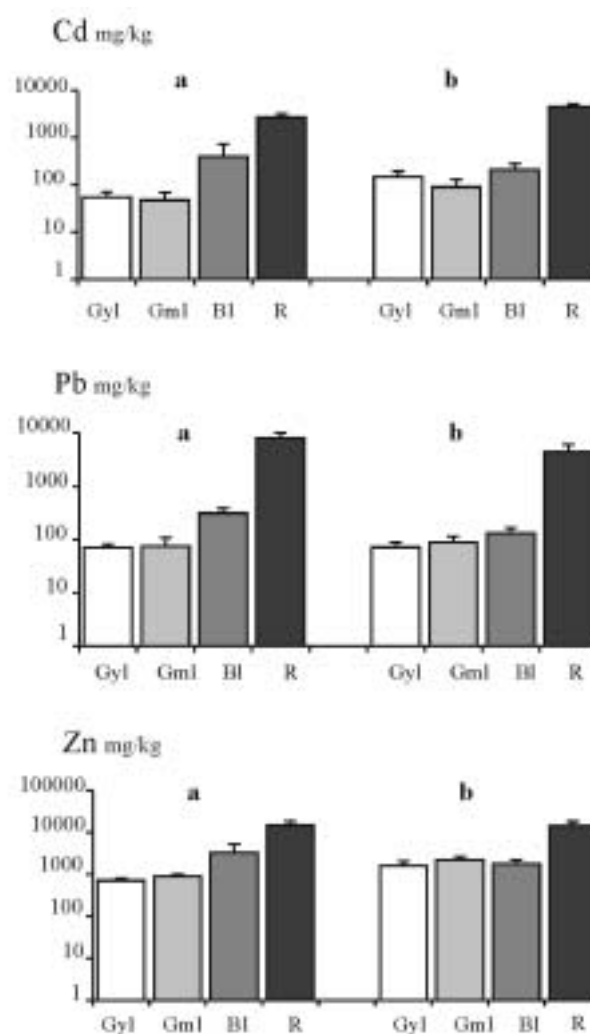 Cd mg/kg
a b
10000
1000
100
10
1
Gyl Gml Bl R Gyl Gml Bl R
Pb mg/kg
a b
10000
1000
100
10
1
Gyl Gml Bl R Gyl Gml Bl R
Zn mg/kg
a b
100000
10000
1000
100
10
1
Gyl Gml Bl R Gyl Gml Bl R